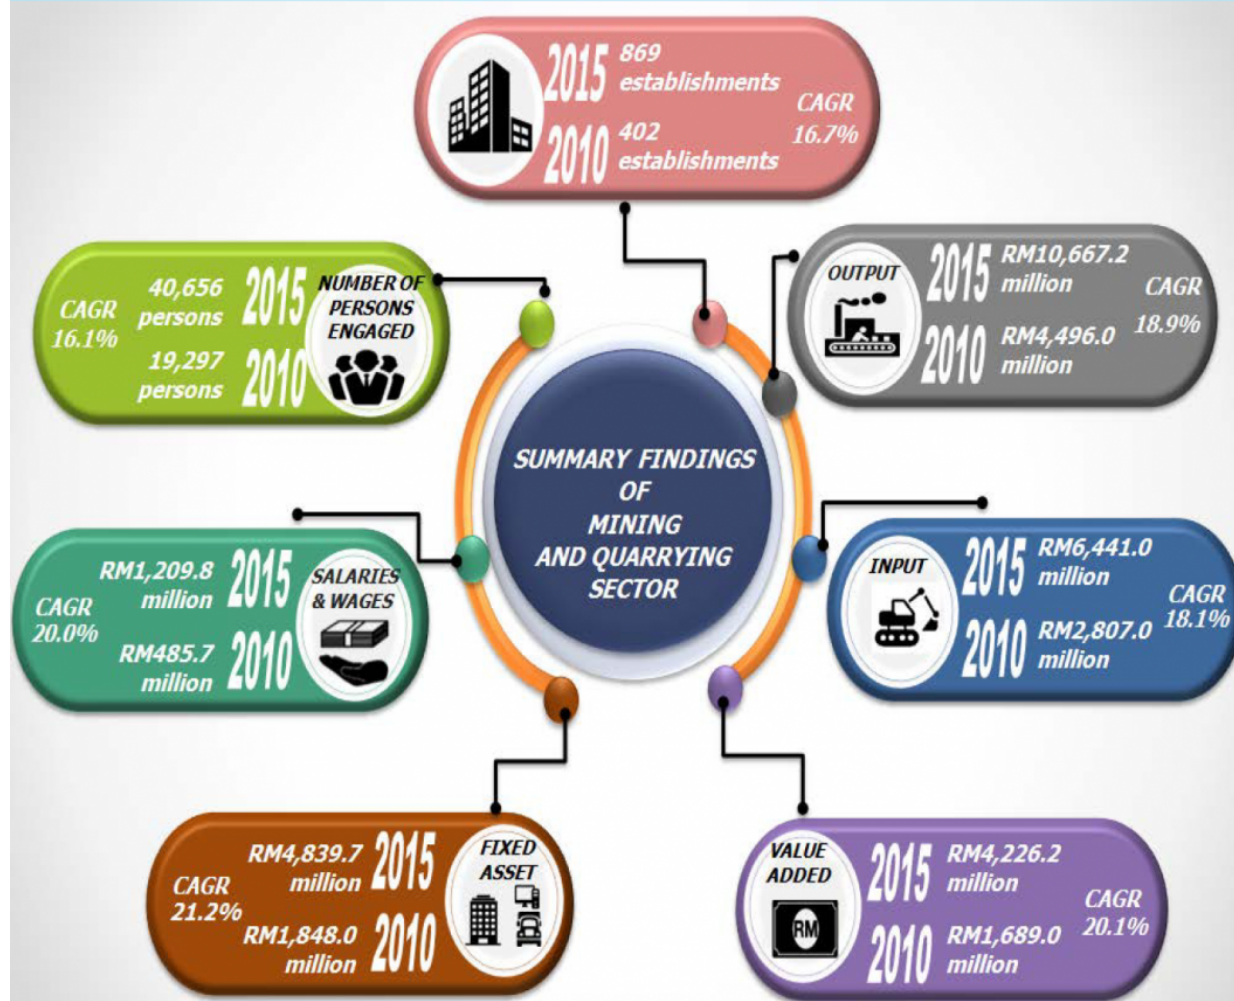 2015
869
establishments
2010
402
establishments
CAGR
16.7%
CAGR
16.1%
40,656
persons
2015
19,297
persons
2010
NUMBER OF
PERSONS
ENGAGED
OUTPUT
2015
RM10,667.2
million
2010
RM4,496.0
million
CAGR
18.9%
SUMMARY FINDINGS
OF
MINING
AND QUARRYING
SECTOR
CAGR
20.0%
RM1,209.8
million
2015
RM485.7
million
2010
SALARIES
& WAGES
INPUT
2015
RM6,441.0
million
2010
RM2,807.0
million
CAGR
18.1%
CAGR
21.2%
RM4,839.7
million
2015
RM1,848.0
million
2010
FIXED
ASSET
VALUE
ADDED
RM
2015
RM4,226.2
million
2010
RM1,689.0
million
CAGR
20.1%